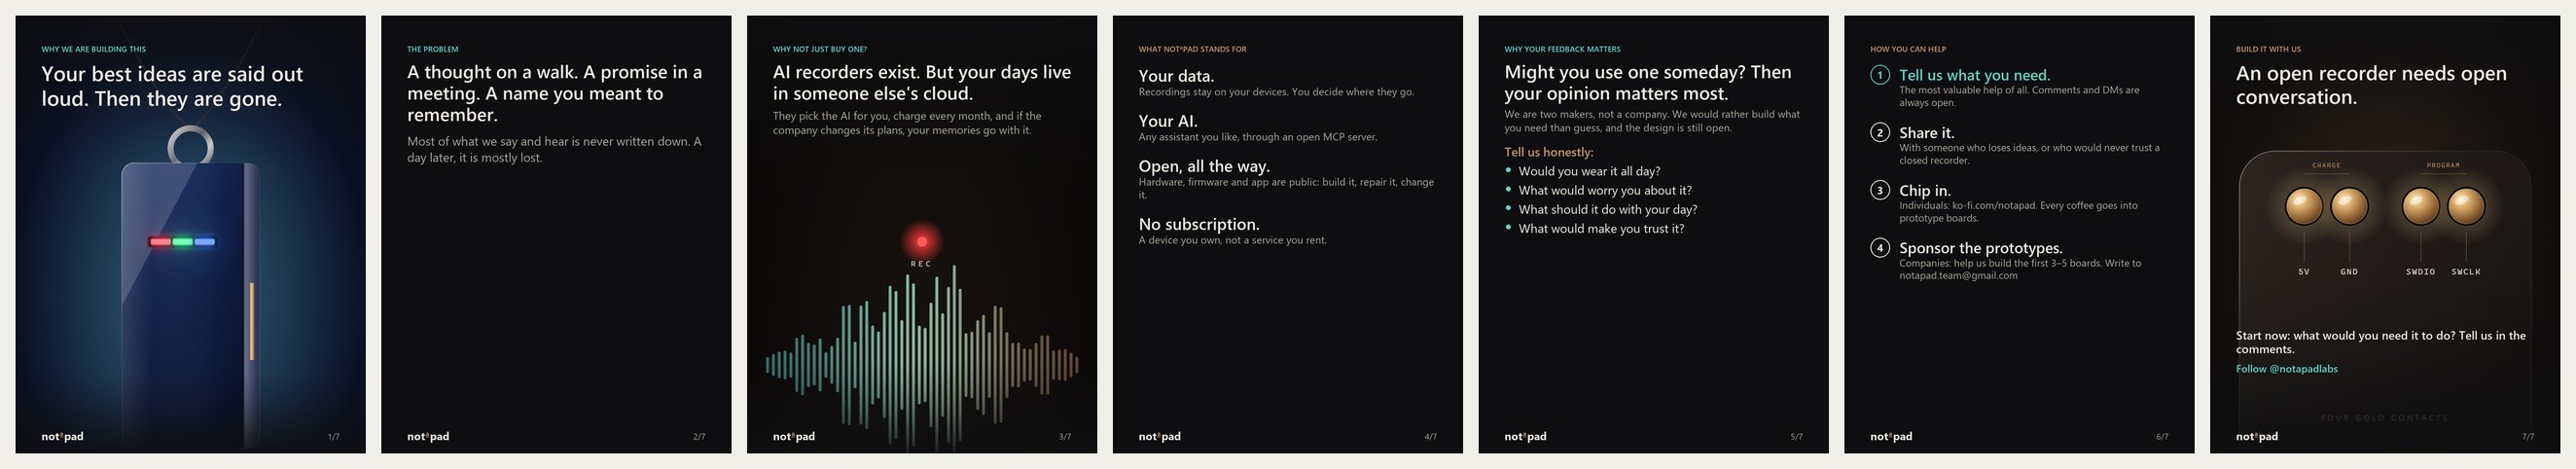 WHY WE ARE BUILDING THIS
Your best ideas are said out
loud. Then they are gone.
notªpad
1/7
THE PROBLEM
A thought on a walk. A promise in a
meeting. A name you meant to
remember.
Most of what we say and hear is never written down. A
day later, it is mostly lost.
notªpad
2/7
WHY NOT JUST BUY ONE?
AI recorders exist. But your days live
in someone else's cloud.
They pick the AI for you, charge every month, and if the
company changes its plans, your memories go with it.
REC
notªpad
3/7
WHAT NOTªPAD STANDS FOR
Your data.
Recordings stay on your devices. You decide where they go.
Your AI.
Any assistant you like, through an open MCP server.
Open, all the way.
Hardware, firmware and app are public: build it, repair it, change
it.
No subscription.
A device you own, not a service you rent.
notªpad
4/7
WHY YOUR FEEDBACK MATTERS
Might you use one someday? Then
your opinion matters most.
We are two makers, not a company. We would rather build what
you need than guess, and the design is still open.
Tell us honestly:
• Would you wear it all day?
• What would worry you about it?
• What should it do with your day?
• What would make you trust it?
notªpad
5/7
HOW YOU CAN HELP
1 Tell us what you need.
The most valuable help of all. Comments and DMs are
always open.
2 Share it.
With someone who loses ideas, or who would never trust a
closed recorder.
3 Chip in.
Individuals: ko-fi.com/notapad. Every coffee goes into
prototype boards.
4 Sponsor the prototypes.
Companies: help us build the first 3–5 boards. Write to
notapad.team@gmail.com
notªpad
6/7
BUILD IT WITH US
An open recorder needs open
conversation.
CHARGE PROGRAM
5V GND SWDIO SWCLK
Start now: what would you need it to do? Tell us in the
comments.
Follow @notapadlabs
FOUR GOLD CONTACTS
notªpad
7/7